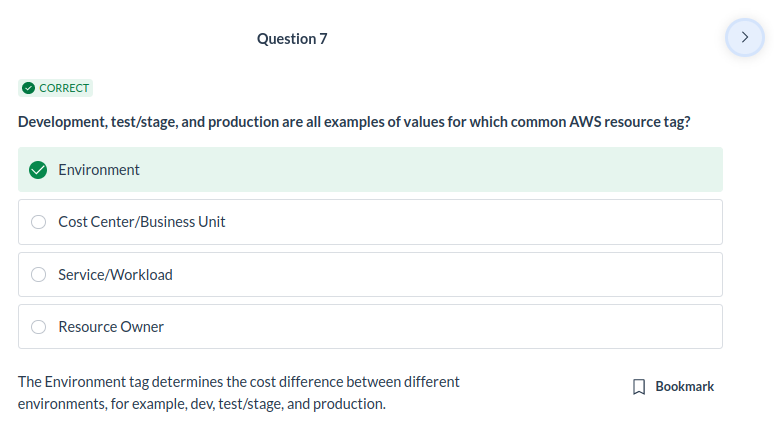 Question 7
CORRECT
Development, test/stage, and production are all examples of values for which common AWS resource tag?
Environment
Cost Center/Business Unit
Service/Workload
Resource Owner
The Environment tag determines the cost difference between different
environments, for example, dev, test/stage, and production.
Bookmark